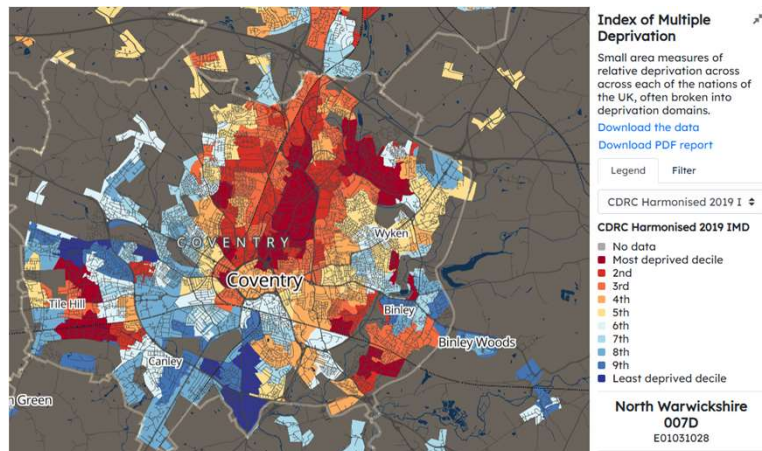 COVENTRY
Wyken
Coventry
Tile Hill
Binley
Binley Woods
Canley
n Green
Index of Multiple
Deprivation
Small area measures of
relative deprivation across
across each of the nations of
the UK, often broken into
deprivation domains.
Download the data
Download PDF report
Legend Filter
CDRC Harmonised 2019 I
CDRC Harmonised 2019 IMD
No data
Most deprived decile
2nd
3rd
4th
5th
6th
7th
8th
9th
Least deprived decile
North Warwickshire
007D
E01031028